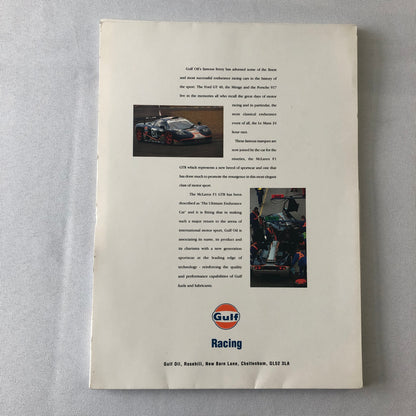 Gulf Oil's famous livery has adorned some of the finest
and most successful endurance racing cars in the history of
the sport. The Ford GT 40, the Mirage and the Porsche 917
live in the memories all who recall the great days of motor
racing and in particular, the
most classical endurance
event of all, the Le Mans 24
hour race.
These famous marques are
now joined by the car for the
nineties, the McLaren F1
GTR which represents a new breed of sportscar and one that
has done much to promote the resurgence of this most elegant
class of motor sport.
The McLaren F1 GTR has been
described as 'The Ultimate Endurance
Car' and it is fitting that in making
such a major return to the arena of
international motor sport, Gulf Oil is
associating its name, its product and
its charisma with a new generation
sportscar at the leading edge of
technology - reinforcing the quality
and performance capabilities of Gulf
fuels and lubricants.
Gulf
Racing
Gulf Oil, Rosehill, New Barn Lane, Cheltenham, GL52 3LA